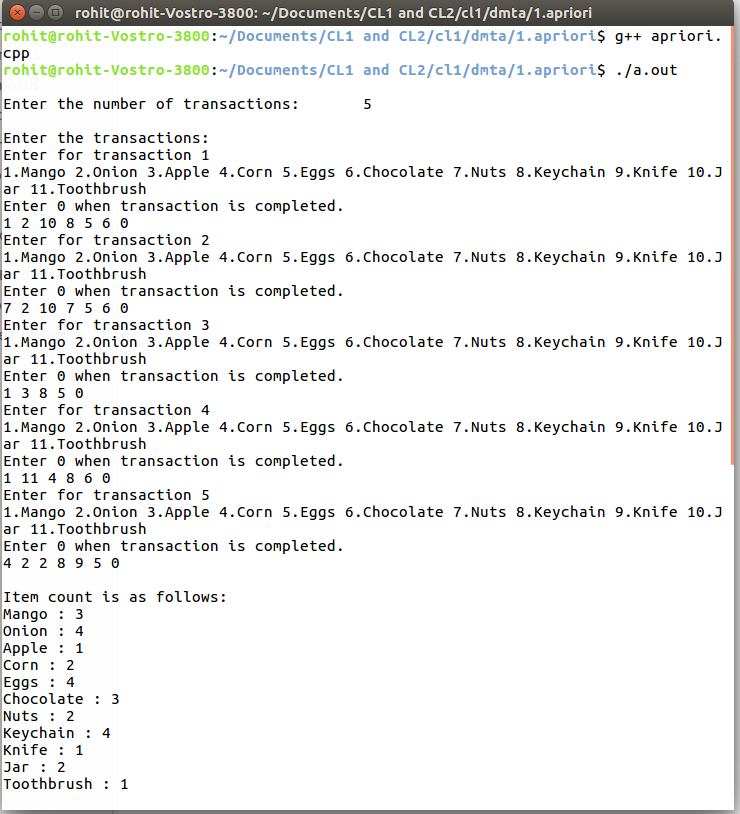 rohit@rohit-Vostro-3800: ~/Documents/CL1 and CL2/cl1/dmta/1.apriori
rohit@rohit-Vostro-3800:~/Documents/CL1 and CL2/cl1/dmta/1.apriori$ g++ apriori.
cpp
rohit@rohit-Vostro-3800:~/Documents/CL1 and CL2/cl1/dmta/1.apriori$ ./a.out
Enter the number of transactions:       5
Enter the transactions:
Enter for transaction 1
1.Mango 2.Onion 3.Apple 4.Corn 5.Eggs 6.Chocolate 7.Nuts 8.Keychain 9.Knife 10.J
ar 11.Toothbrush
Enter 0 when transaction is completed.
1 2 10 8 5 6 0
Enter for transaction 2
1.Mango 2.Onion 3.Apple 4.Corn 5.Eggs 6.Chocolate 7.Nuts 8.Keychain 9.Knife 10.J
ar 11.Toothbrush
Enter 0 when transaction is completed.
7 2 10 7 5 6 0
Enter for transaction 3
1.Mango 2.Onion 3.Apple 4.Corn 5.Eggs 6.Chocolate 7.Nuts 8.Keychain 9.Knife 10.J
ar 11.Toothbrush
Enter 0 when transaction is completed.
1 3 8 5 0
Enter for transaction 4
1.Mango 2.Onion 3.Apple 4.Corn 5.Eggs 6.Chocolate 7.Nuts 8.Keychain 9.Knife 10.J
ar 11.Toothbrush
Enter 0 when transaction is completed.
1 11 4 8 6 0
Enter for transaction 5
1.Mango 2.Onion 3.Apple 4.Corn 5.Eggs 6.Chocolate 7.Nuts 8.Keychain 9.Knife 10.J
ar 11.Toothbrush
Enter 0 when transaction is completed.
4 2 2 8 9 5 0
Item count is as follows:
Mango : 3
Onion : 4
Apple : 1
Corn : 2
Eggs : 4
Chocolate : 3
Nuts : 2
Keychain : 4
Knife : 1
Jar : 2
Toothbrush : 1